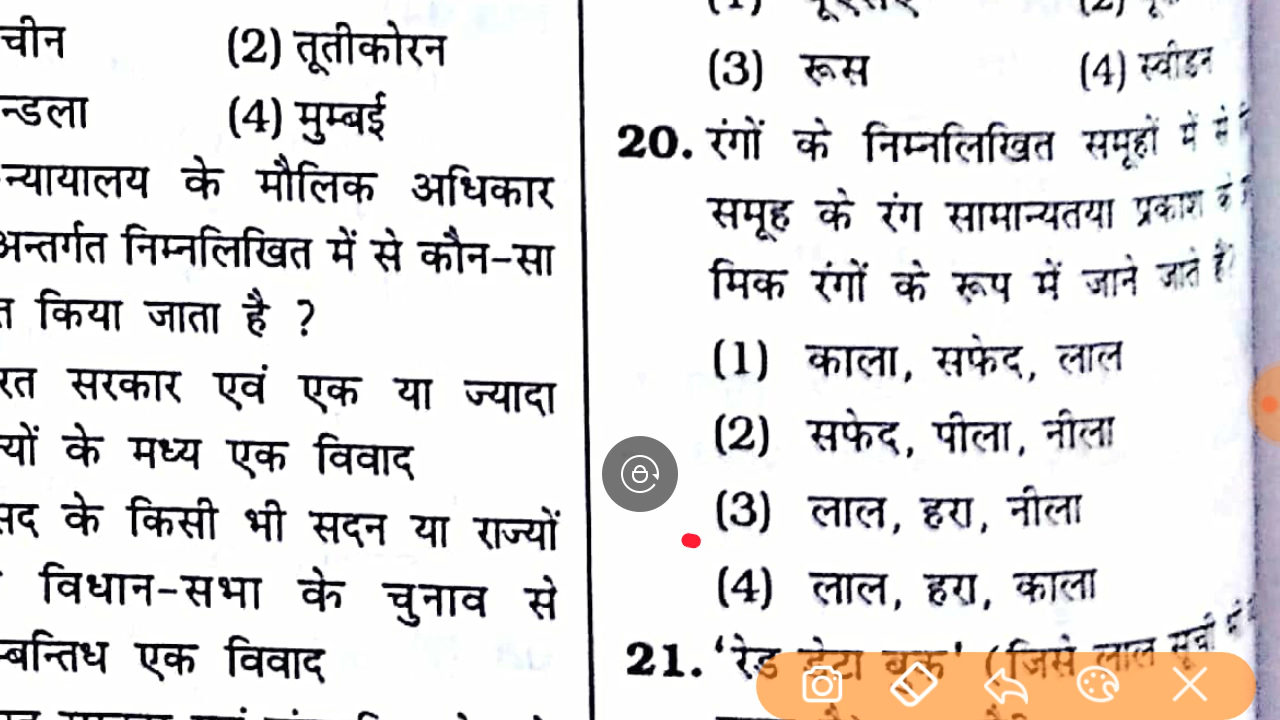 चीन (2) तूतीकोरन
न्डला (4) मुम्बई
न्यायालय के मौलिक अधिकार
अन्तर्गत निम्नलिखित में से कौन-सा
त किया जाता है ?
रत सरकार एवं एक या ज्यादा
यों के मध्य एक विवाद
सद के किसी भी सदन या राज्यों
विधान-सभा के चुनाव से
म्बन्तिध एक विवाद
(3) रूस (4) स्वीडन
20. रंगों के निम्नलिखित समूहों में से
समूह के रंग सामान्यतया प्रकाश के
मिक रंगों के रूप में जाने जाते हैं?
(1) काला, सफेद, लाल
(2) सफेद, पीला, नीला
(3) लाल, हरा, नीला
(4) लाल, हरा, काला
21. 'रेड डेटा बूक' (जिसे लाल सूची